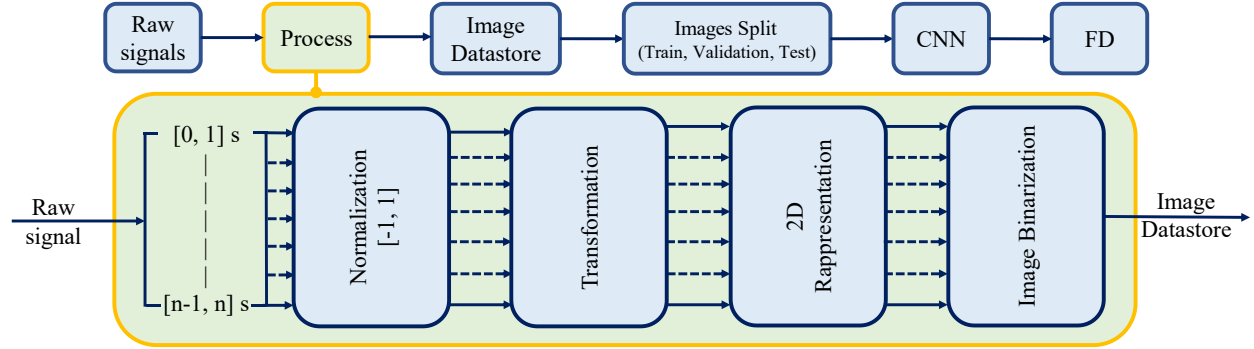 Raw
signals
Process
Image
Datastore
Images Split
(Train, Validation, Test)
CNN
FD
Raw
signal
[0, 1] s
[n-1, n] s
Normalization
[-1, 1]
Transformation
2D
Rappresentation
Image Binarization
Image
Datastore